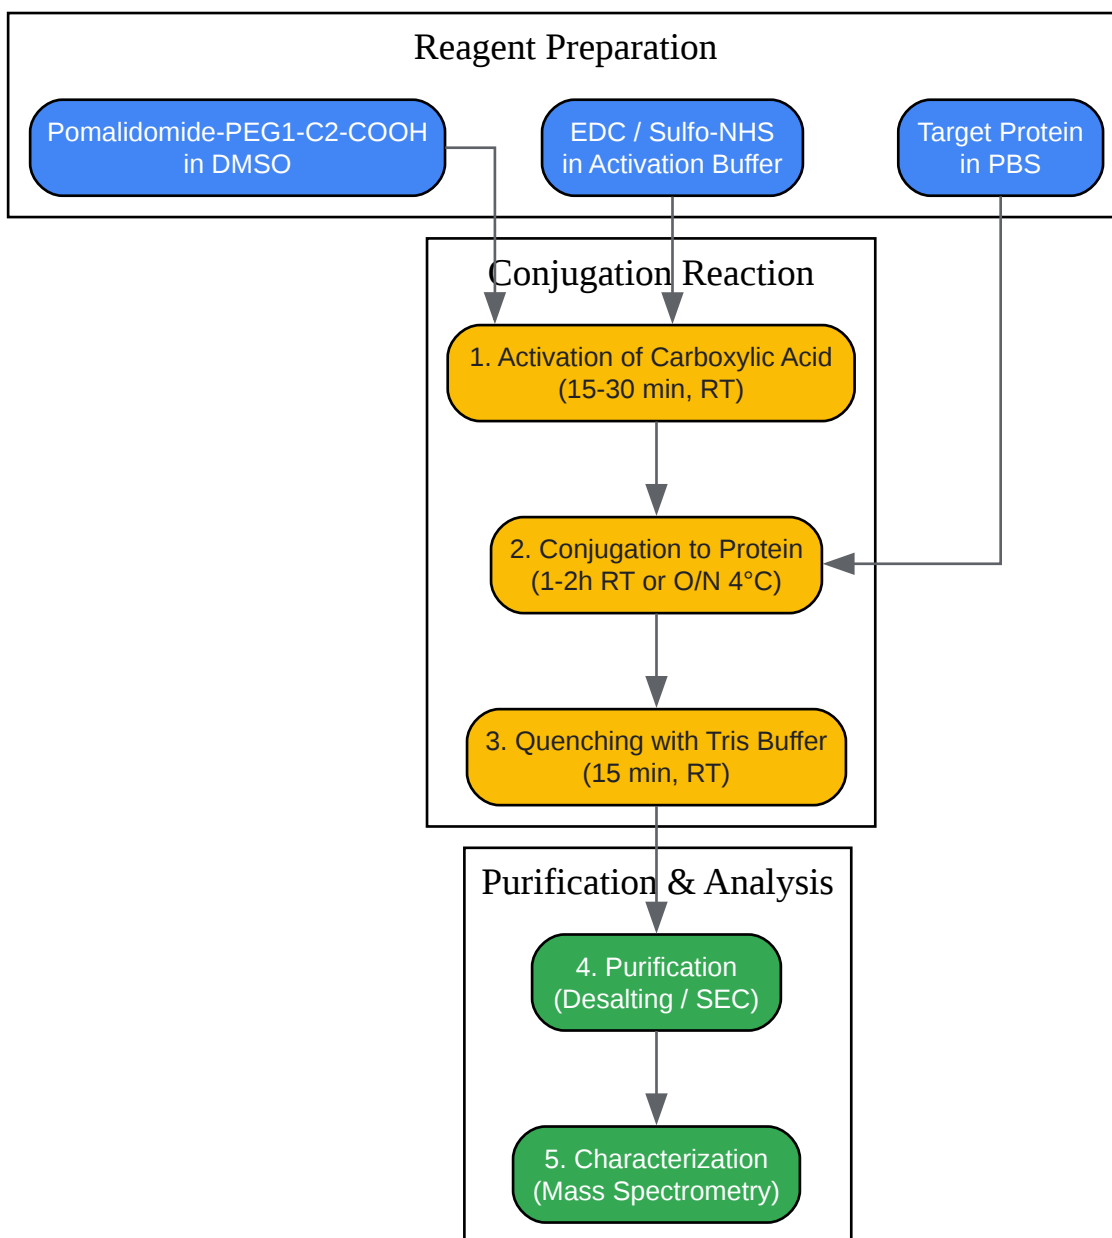 Reagent Preparation
Pomalidomide-PEG1-C2-COOH
in DMSO
EDC / Sulfo-NHS
in Activation Buffer
Target Protein
in PBS
Conjugation Reaction
1. Activation of Carboxylic Acid
(15-30 min, RT)
2. Conjugation to Protein
(1-2h RT or O/N 4°C)
3. Quenching with Tris Buffer
(15 min, RT)
Purification & Analysis
4. Purification
(Desalting / SEC)
5. Characterization
(Mass Spectrometry)